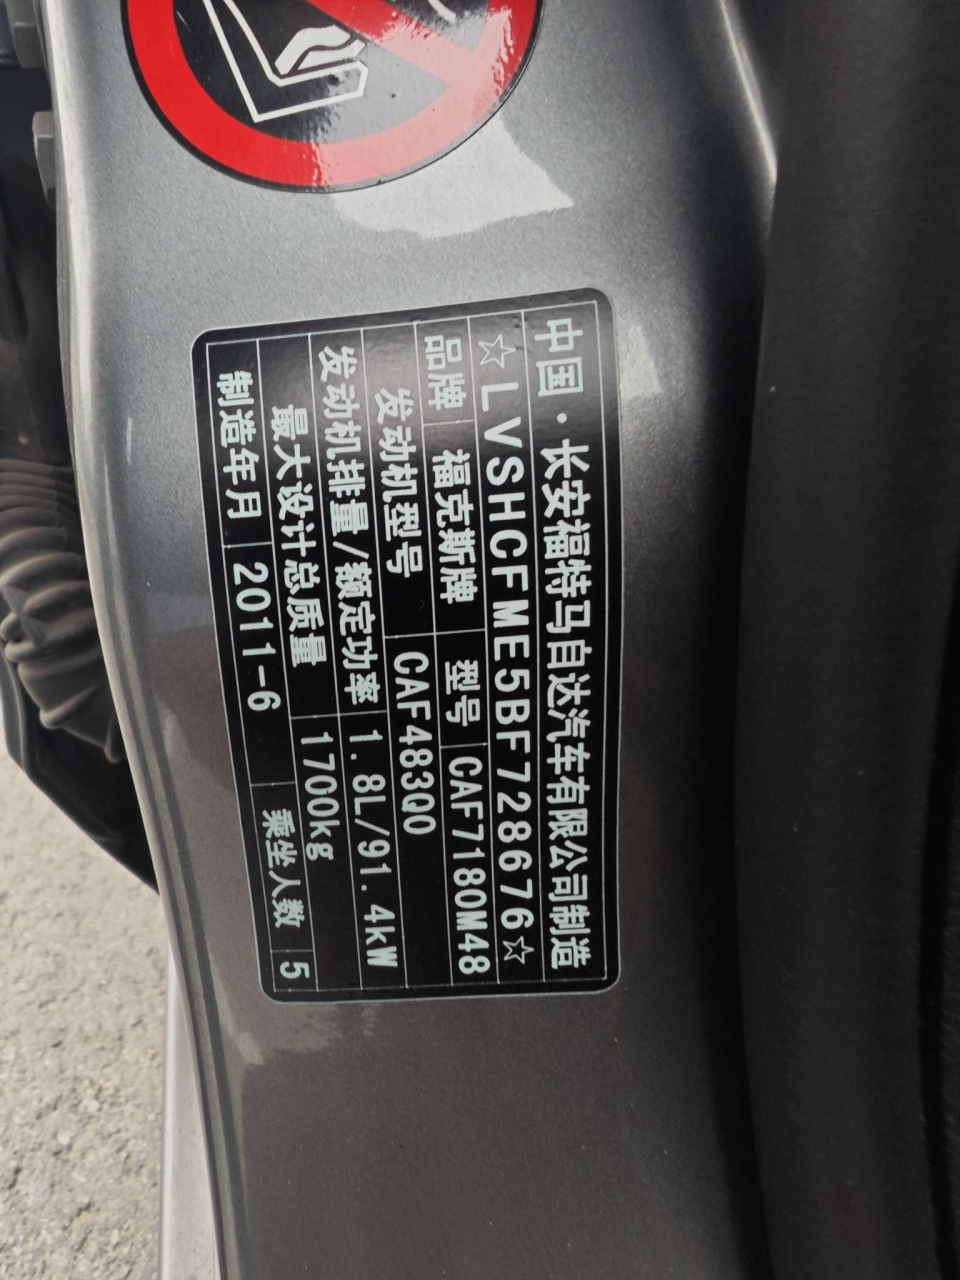 中国·长安福特马自达汽车有限公司制造
☆LVSHCFME5BF728676☆
品牌 福克斯牌 型号 CAF7180M48
发动机型号 CAF483Q0
发动机排量/额定功率 1.8L/91.4kW
最大设计总质量 1700kg
制造年月 2011-6 乘坐人数 5